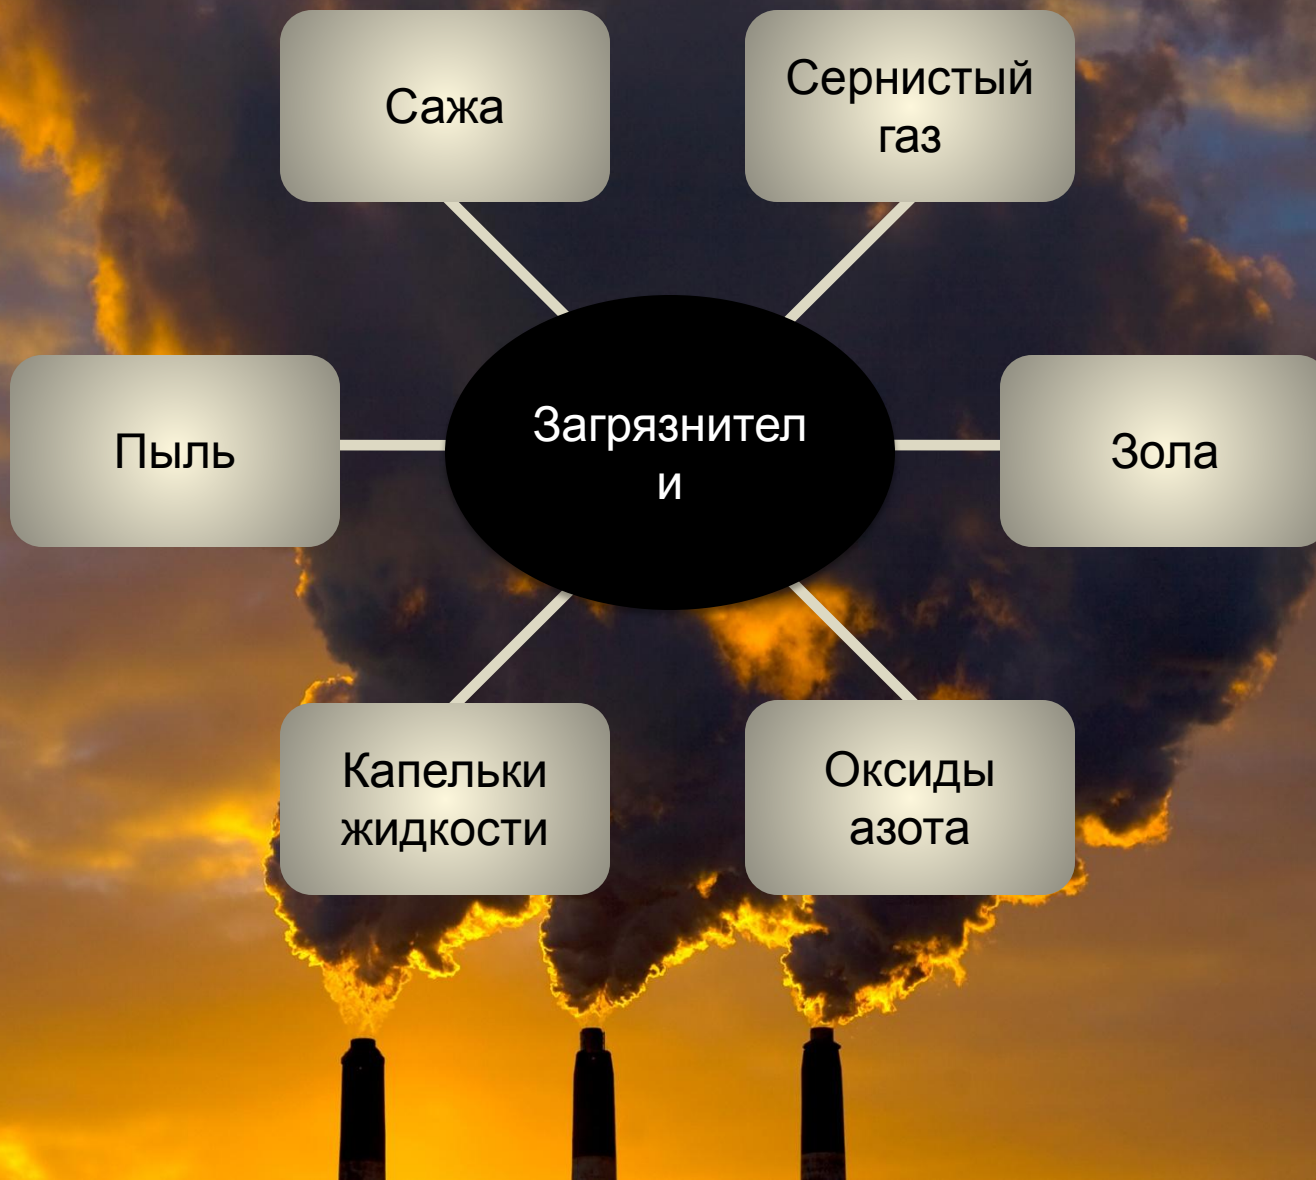 Сажа
Сернистый
газ
Пыль
Загрязнител
и
Зола
Капельки
жидкости
Оксиды
азота